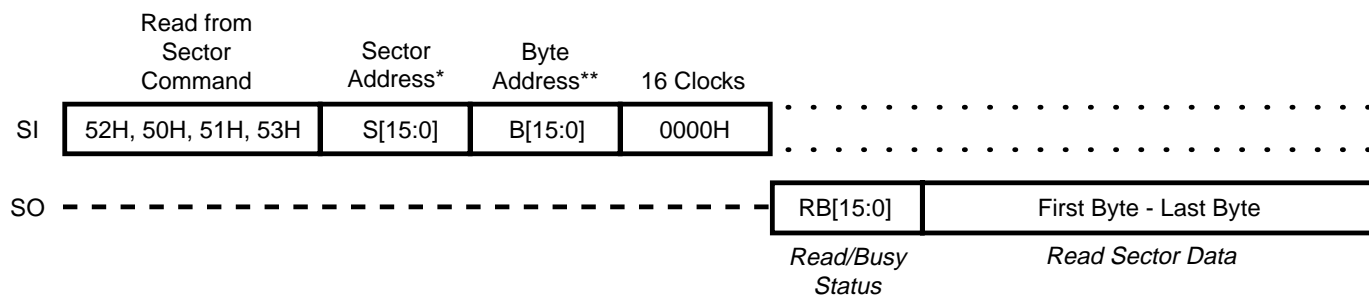 Read from
Sector
Command
Sector
Address*
Byte
Address**
16 Clocks
SI
52H, 50H, 51H, 53H
S[15:0]
B[15:0]
0000H
SO
RB[15:0]
First Byte - Last Byte
Read/Busy
Status
Read Sector Data